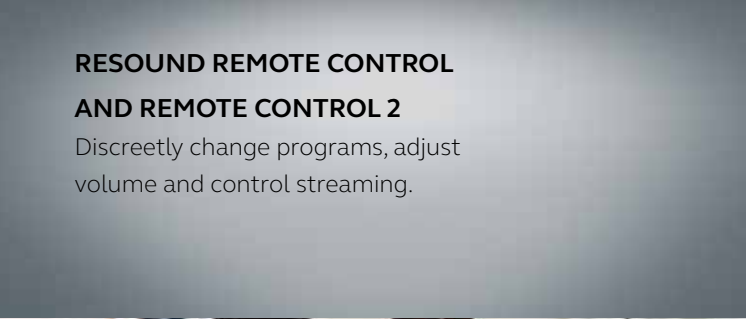 RESOUND REMOTE CONTROL
AND REMOTE CONTROL 2
Discreetly change programs, adjust
volume and control streaming.